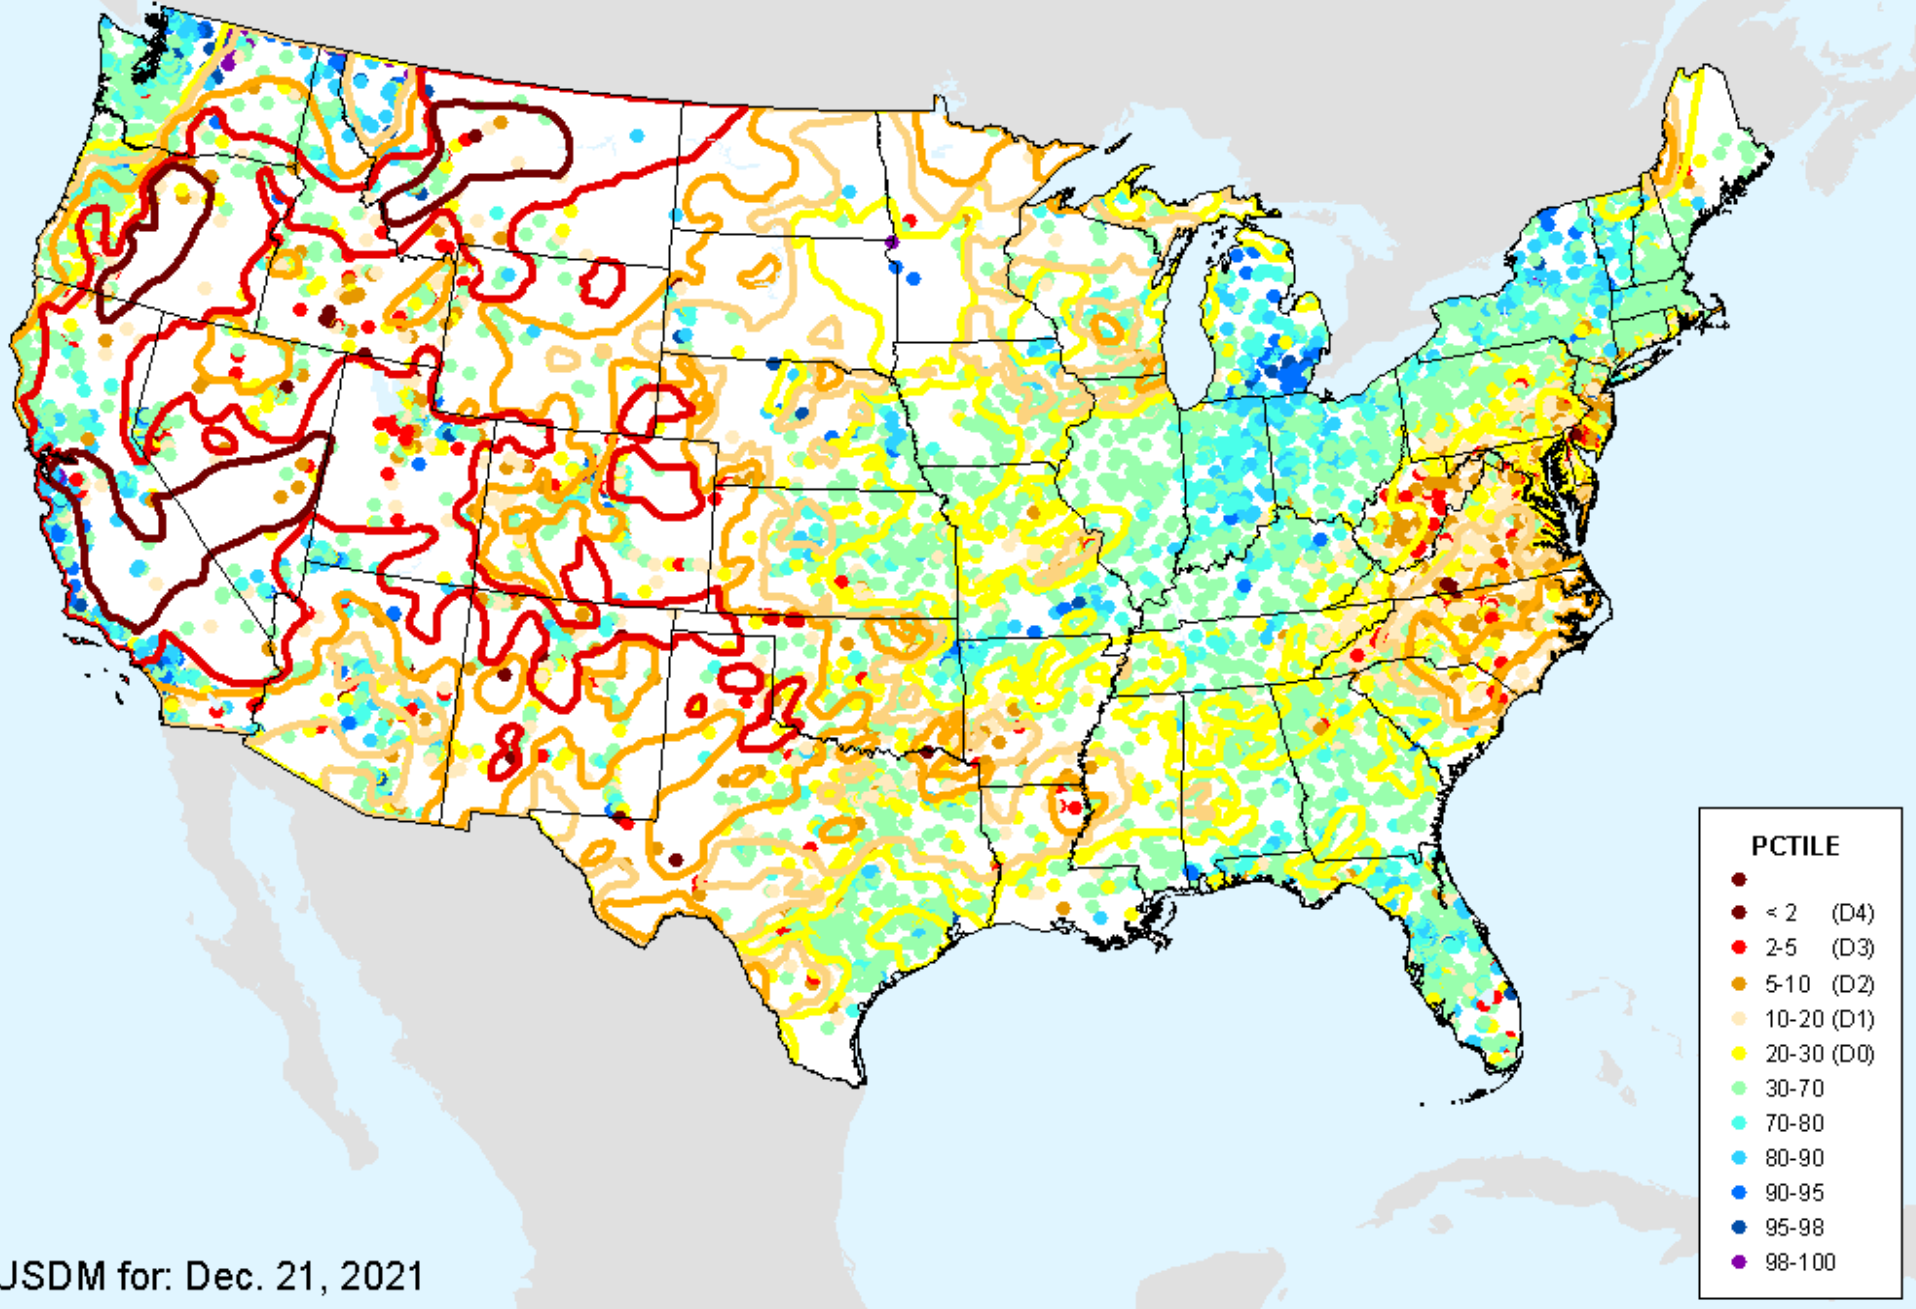 PCTILE
< 2 (D4)
2-5 (D3)
5-10 (D2)
10-20 (D1)
20-30 (D0)
30-70
70-80
80-90
90-95
95-98
98-100
USDM for: Dec. 21, 2021